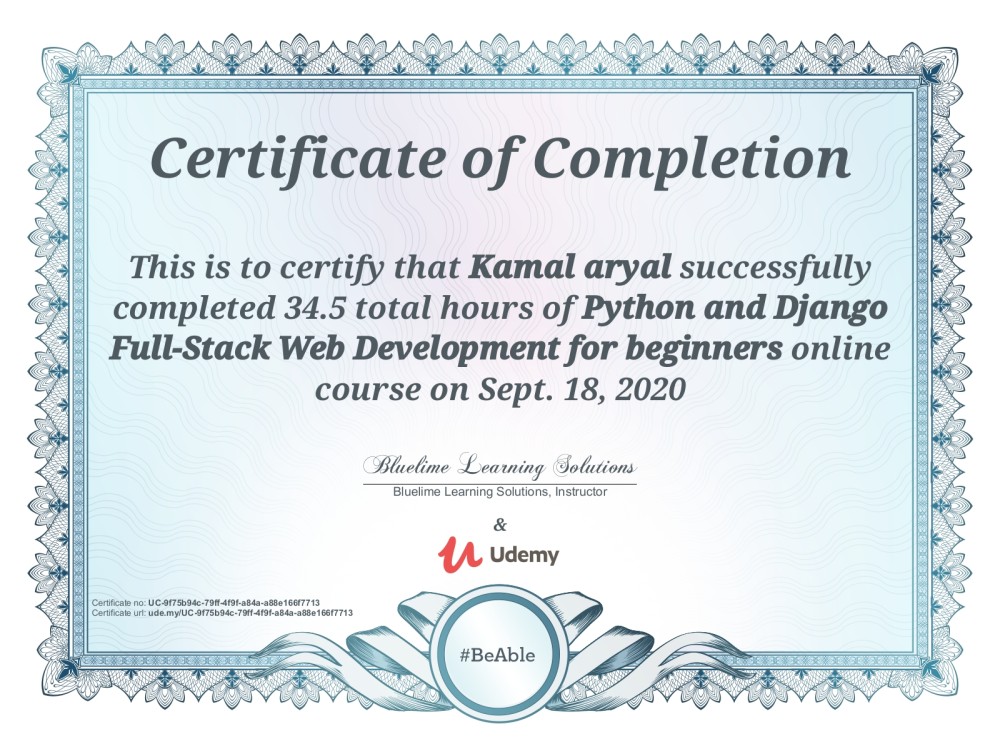 Certificate of Completion
This is to certify that Kamal aryal successfully
completed 34.5 total hours of Python and Django
Full-Stack Web Development for beginners online
course on Sept. 18, 2020
Bluelime Learning Solutions
Bluelime Learning Solutions, Instructor
&
Udemy
Certificate no: UC-9f75b94c-79ff-4f9f-a84a-a88e166f7713
Certificate url: ude.my/UC-9f75b94c-79ff-4f9f-a84a-a88e166f7713
#BeAble